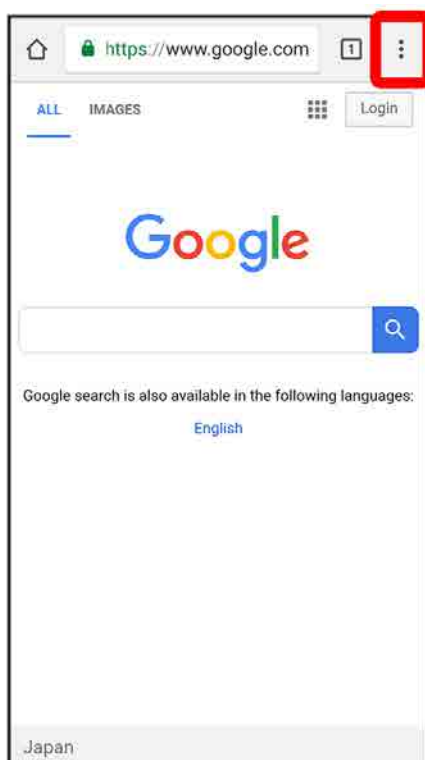 https://www.google.com 1
ALL IMAGES Login
Google
Google search is also available in the following languages:
English
Japan